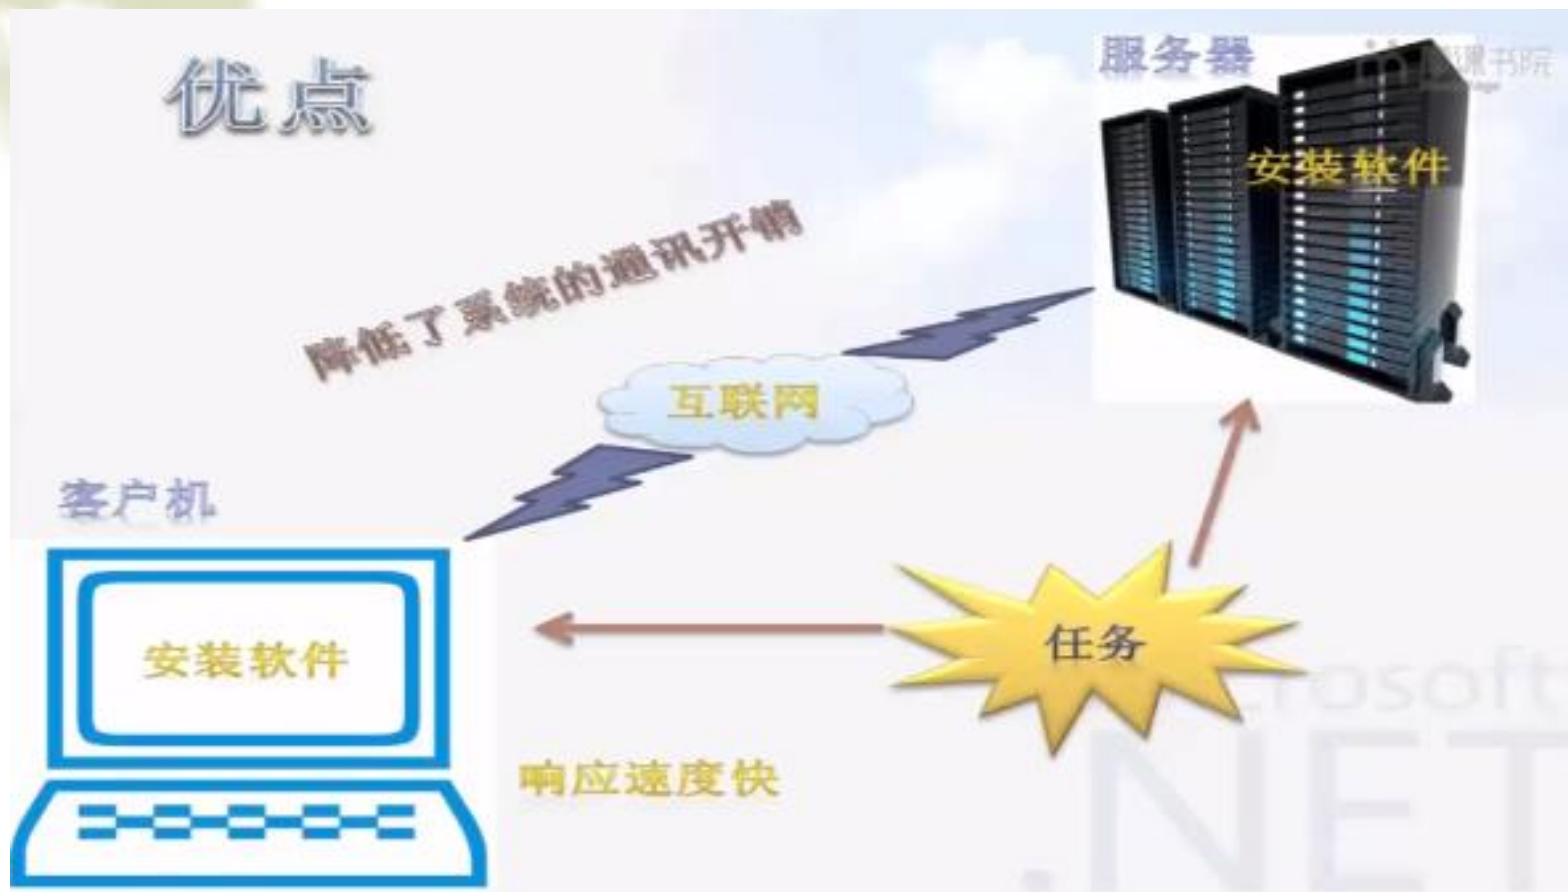 优点
服务器
安装软件
降低了系统的通讯开销
互联网
客户机
安装软件
任务
响应速度快
rosoft
.NET